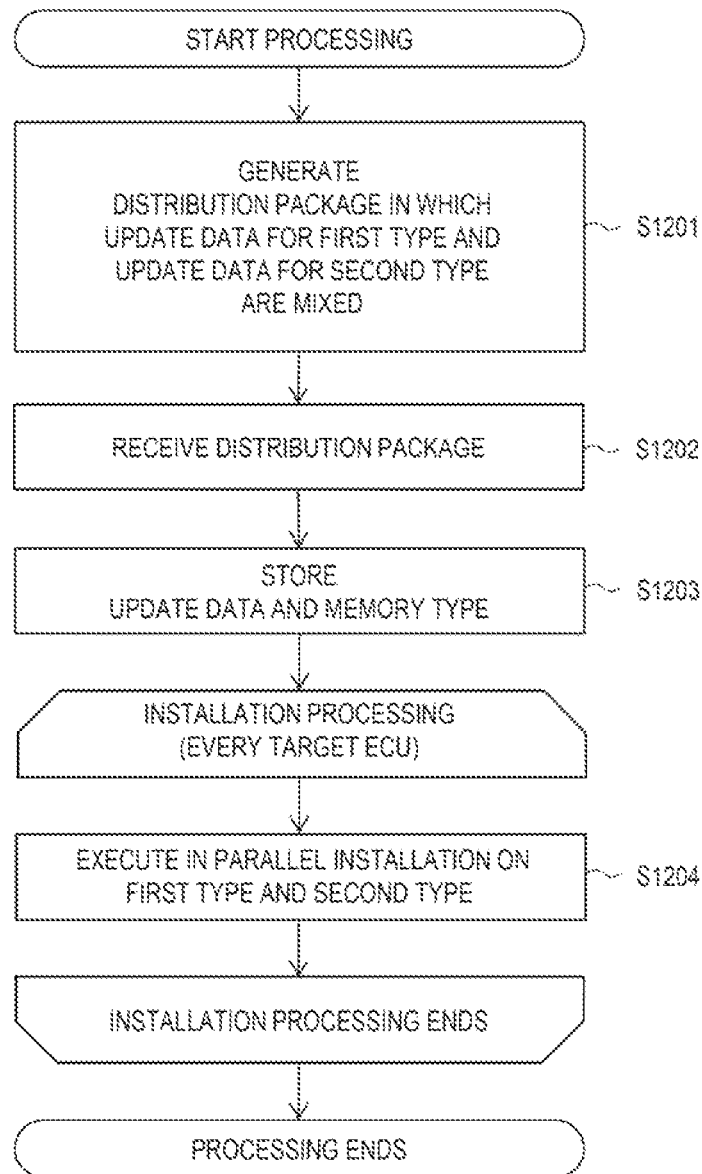 START PROCESSING
GENERATE
DISTRIBUTION PACKAGE IN WHICH
UPDATE DATA FOR FIRST TYPE AND
UPDATE DATA FOR SECOND TYPE
ARE MIXED
S1201
RECEIVE DISTRIBUTION PACKAGE
S1202
STORE
UPDATE DATA AND MEMORY TYPE
S1203
INSTALLATION PROCESSING
(EVERY TARGET ECU)
EXECUTE IN PARALLEL INSTALLATION ON
FIRST TYPE AND SECOND TYPE
S1204
INSTALLATION PROCESSING ENDS
PROCESSING ENDS